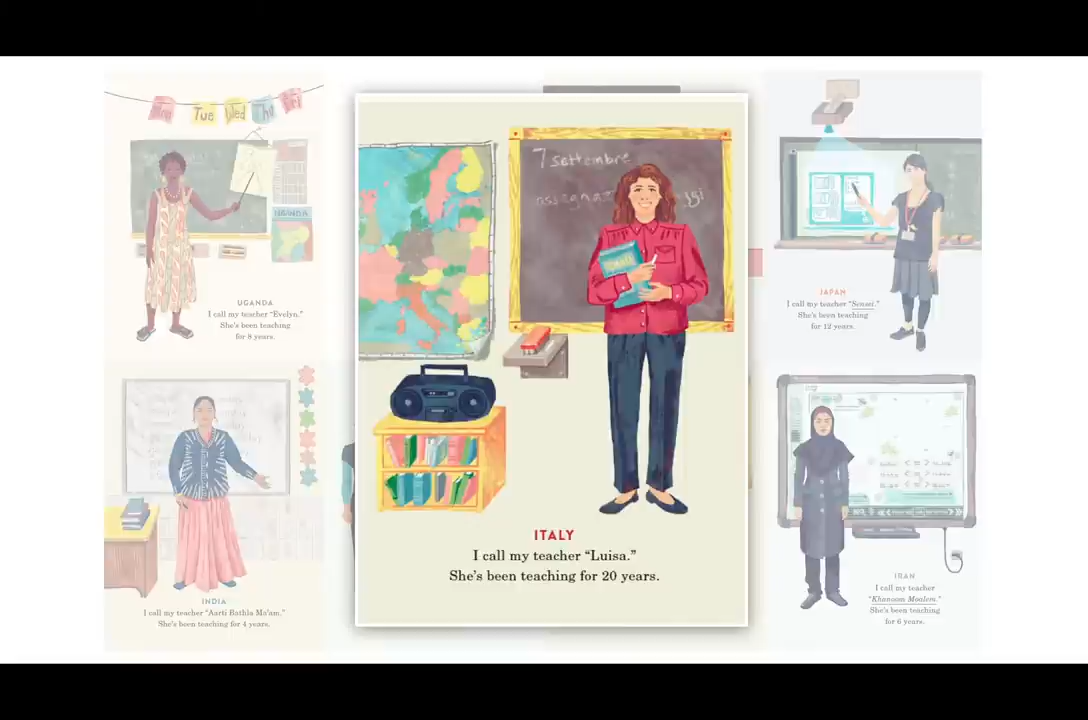 Tue Wed Thu Fri
UGANDA
UGANDA
I call my teacher “Evelyn.”
She’s been teaching
for 8 years.
7 settembre
ITALY
I call my teacher “Luisa.”
She’s been teaching for 20 years.
JAPAN
I call my teacher “Sensei.”
She’s been teaching
for 12 years.
INDIA
I call my teacher “Aarti Bathla Ma’am.”
She’s been teaching for 4 years.
IRAN
I call my teacher
“Khanoom Moalem.”
She’s been teaching
for 6 years.